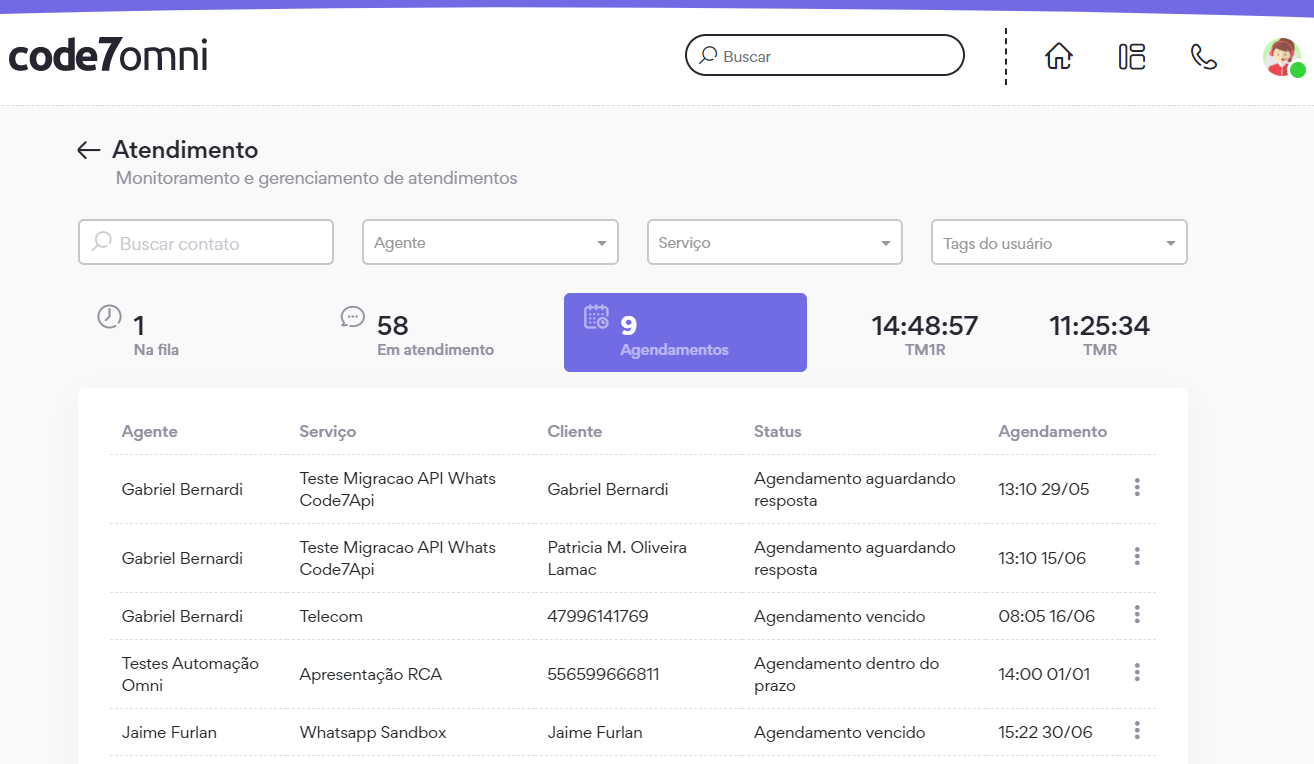 code7omni
Buscar
Atendimento
Monitoramento e gerenciamento de atendimentos
Buscar contato
Agente
Serviço
Tags do usuário
1
Na fila
58
Em atendimento
9
Agendamentos
14:48:57
TM1R
11:25:34
TMR
Agente Serviço Cliente Status Agendamento
Gabriel Bernardi
Teste Migracao API Whats
Code7Api
Gabriel Bernardi
Agendamento aguardando
resposta
13:10 29/05
Gabriel Bernardi
Teste Migracao API Whats
Code7Api
Patricia M. Oliveira
Lamac
Agendamento aguardando
resposta
13:10 15/06
Gabriel Bernardi
Telecom
47996141769
Agendamento vencido
08:05 16/06
Testes Automação
Omni
Apresentação RCA
556599666811
Agendamento dentro do
prazo
14:00 01/01
Jaime Furlan
Whatsapp Sandbox
Jaime Furlan
Agendamento vencido
15:22 30/06